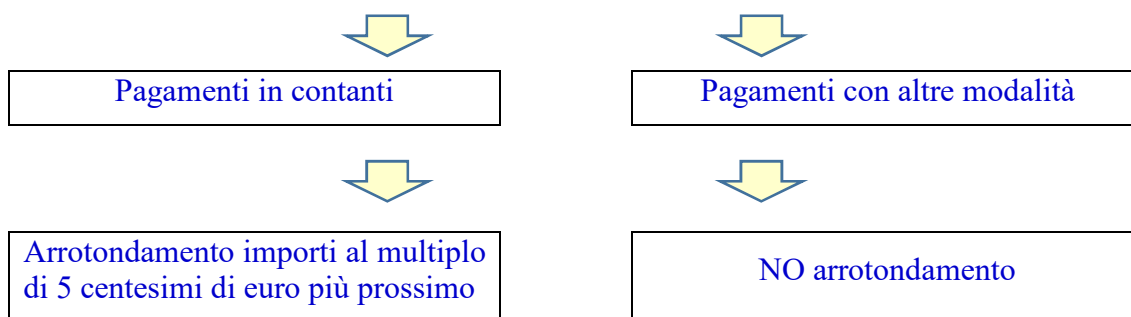 Pagamenti in contanti
Pagamenti con altre modalità
Arrotondamento importi al multiplo
di 5 centesimi di euro più prossimo
NO arrotondamento